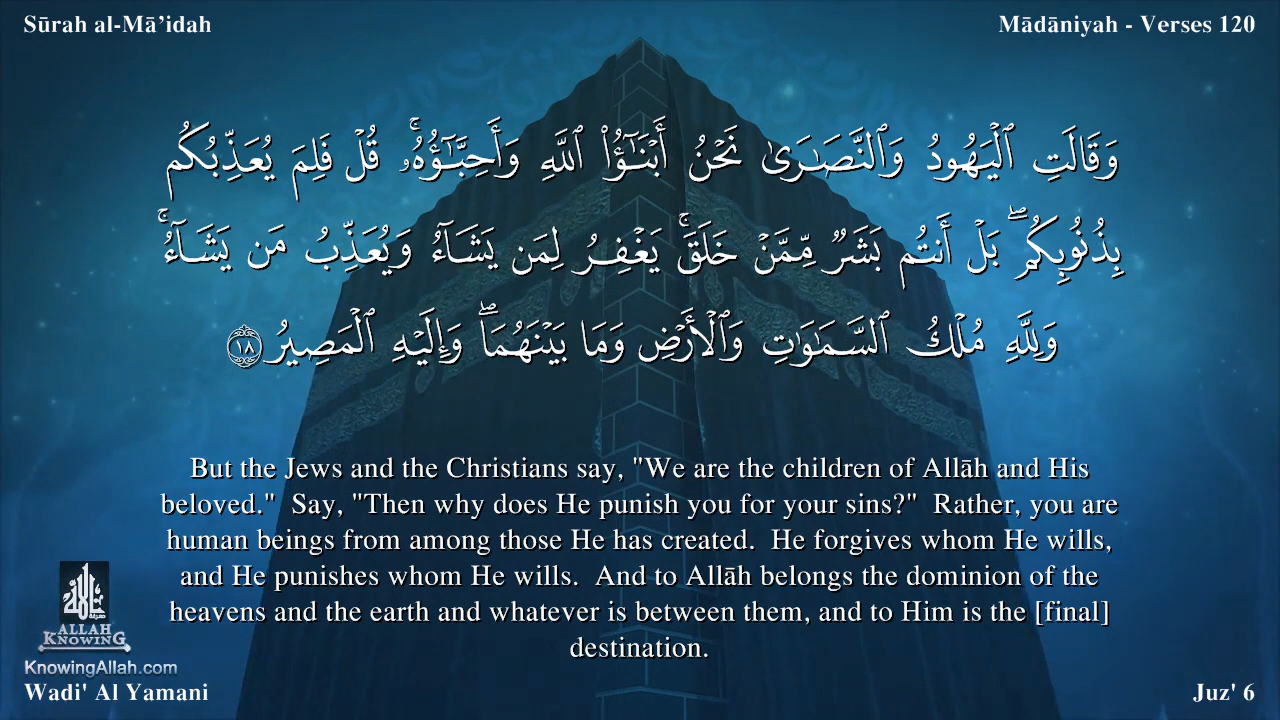 Sūrah al-Mā’idah
Mādāniyah - Verses 120
وَقَالَتِ ٱلْيَهُودُ وَٱلنَّصَـٰرَىٰ نَحْنُ أَبْنَـٰٓؤُا۟ ٱللَّهِ وَأَحِبَّـٰٓؤُهُۥ ۚ قُلْ فَلِمَ يُعَذِّبُكُم
بِذُنُوبِكُم ۖ بَلْ أَنتُم بَشَرٌ مِّمَّنْ خَلَقَ ۚ يَغْفِرُ لِمَن يَشَآءُ وَيُعَذِّبُ مَن يَشَآءُ ۚ
وَلِلَّهِ مُلْكُ ٱلسَّمَـٰوَٰتِ وَٱلْأَرْضِ وَمَا بَيْنَهُمَا ۖ وَإِلَيْهِ ٱلْمَصِيرُ ١٨
But the Jews and the Christians say, "We are the children of Allāh and His
beloved."  Say, "Then why does He punish you for your sins?"  Rather, you are
human beings from among those He has created.  He forgives whom He wills,
and He punishes whom He wills.  And to Allāh belongs the dominion of the
heavens and the earth and whatever is between them, and to Him is the [final]
destination.
ALLAH
KNOWING
KnowingAllah.com
Wadi' Al Yamani
Juz' 6